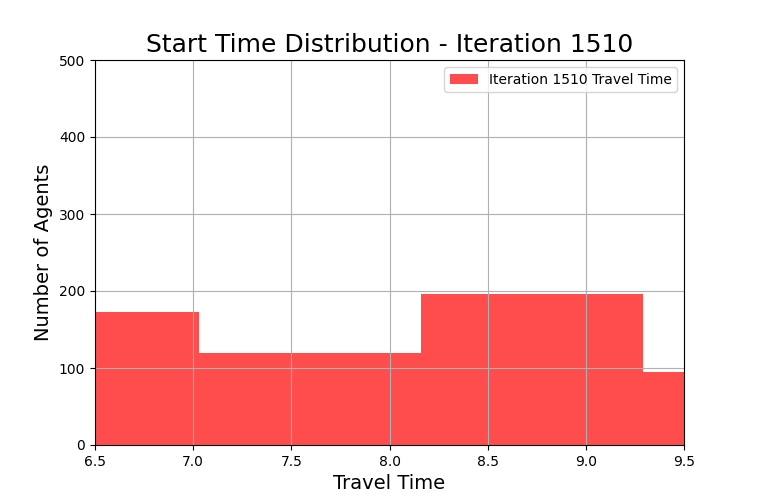 Start Time Distribution - Iteration 1510
Iteration 1510 Travel Time
Number of Agents
500
400
300
200
100
0
6.5 7.0 7.5 8.0 8.5 9.0 9.5
Travel Time